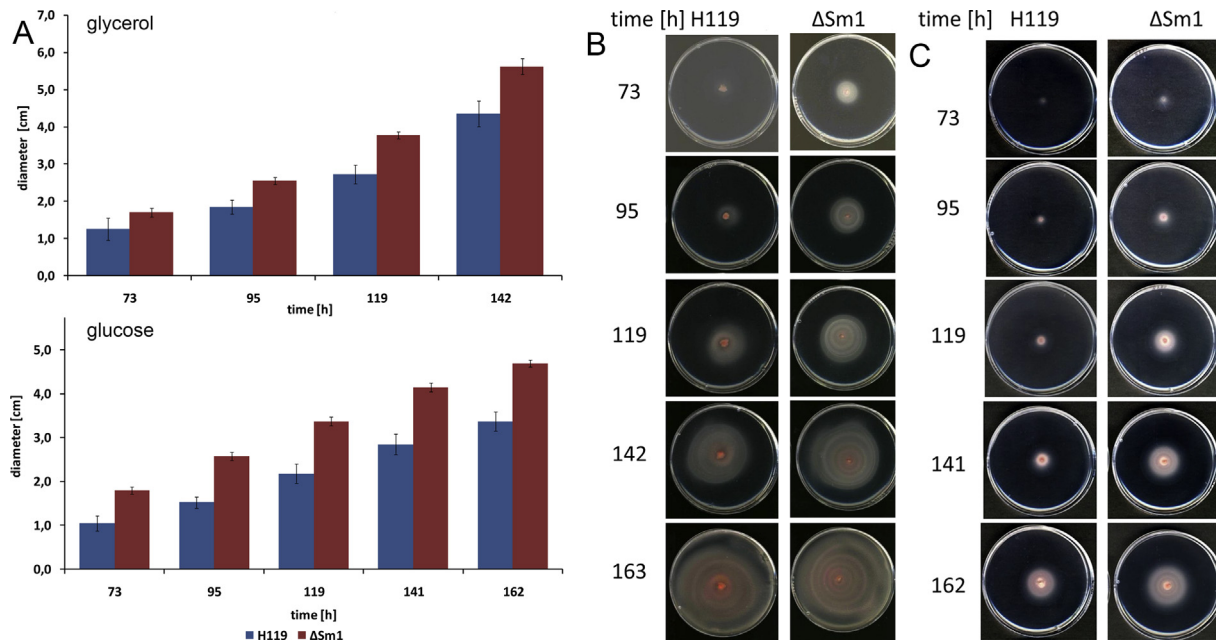 A
glycerol
7,0
6,0
5,0
4,0
3,0
2,0
1,0
0,0
diameter [cm]
73 95 119 142
time [h]
glucose
5,0
4,0
3,0
2,0
1,0
0,0
diameter [cm]
73 95 119 141 162
time [h]
H119 ΔSm1
B
time [h] H119 ΔSm1
73
95
119
142
163
C
time [h] H119 ΔSm1
73
95
119
141
162